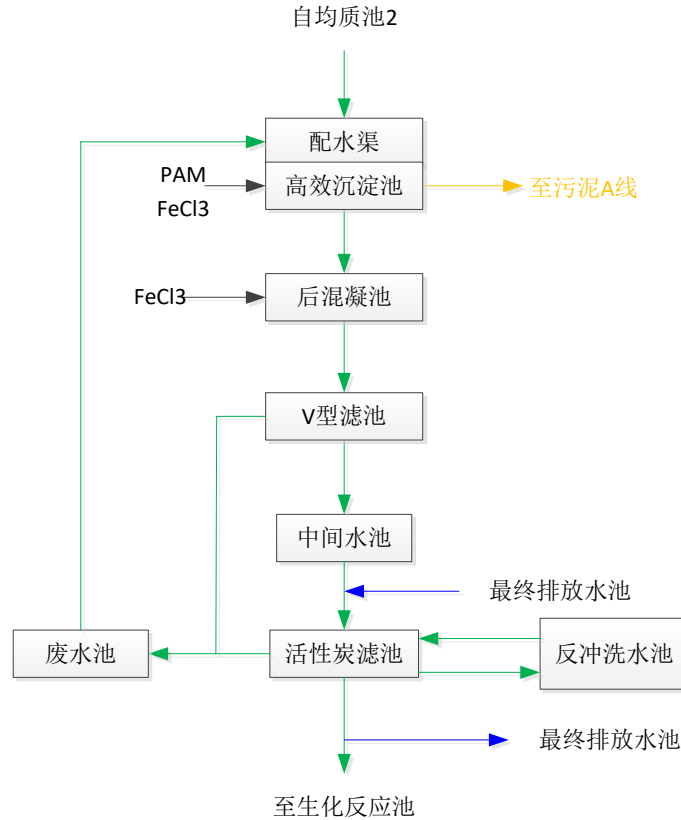 自均质池2
配水渠
PAM
FeCl3
高效沉淀池
至污泥A线
FeCl3
后混凝池
V型滤池
中间水池
最终排放水池
废水池
活性炭滤池
反冲洗水池
最终排放水池
至生化反应池